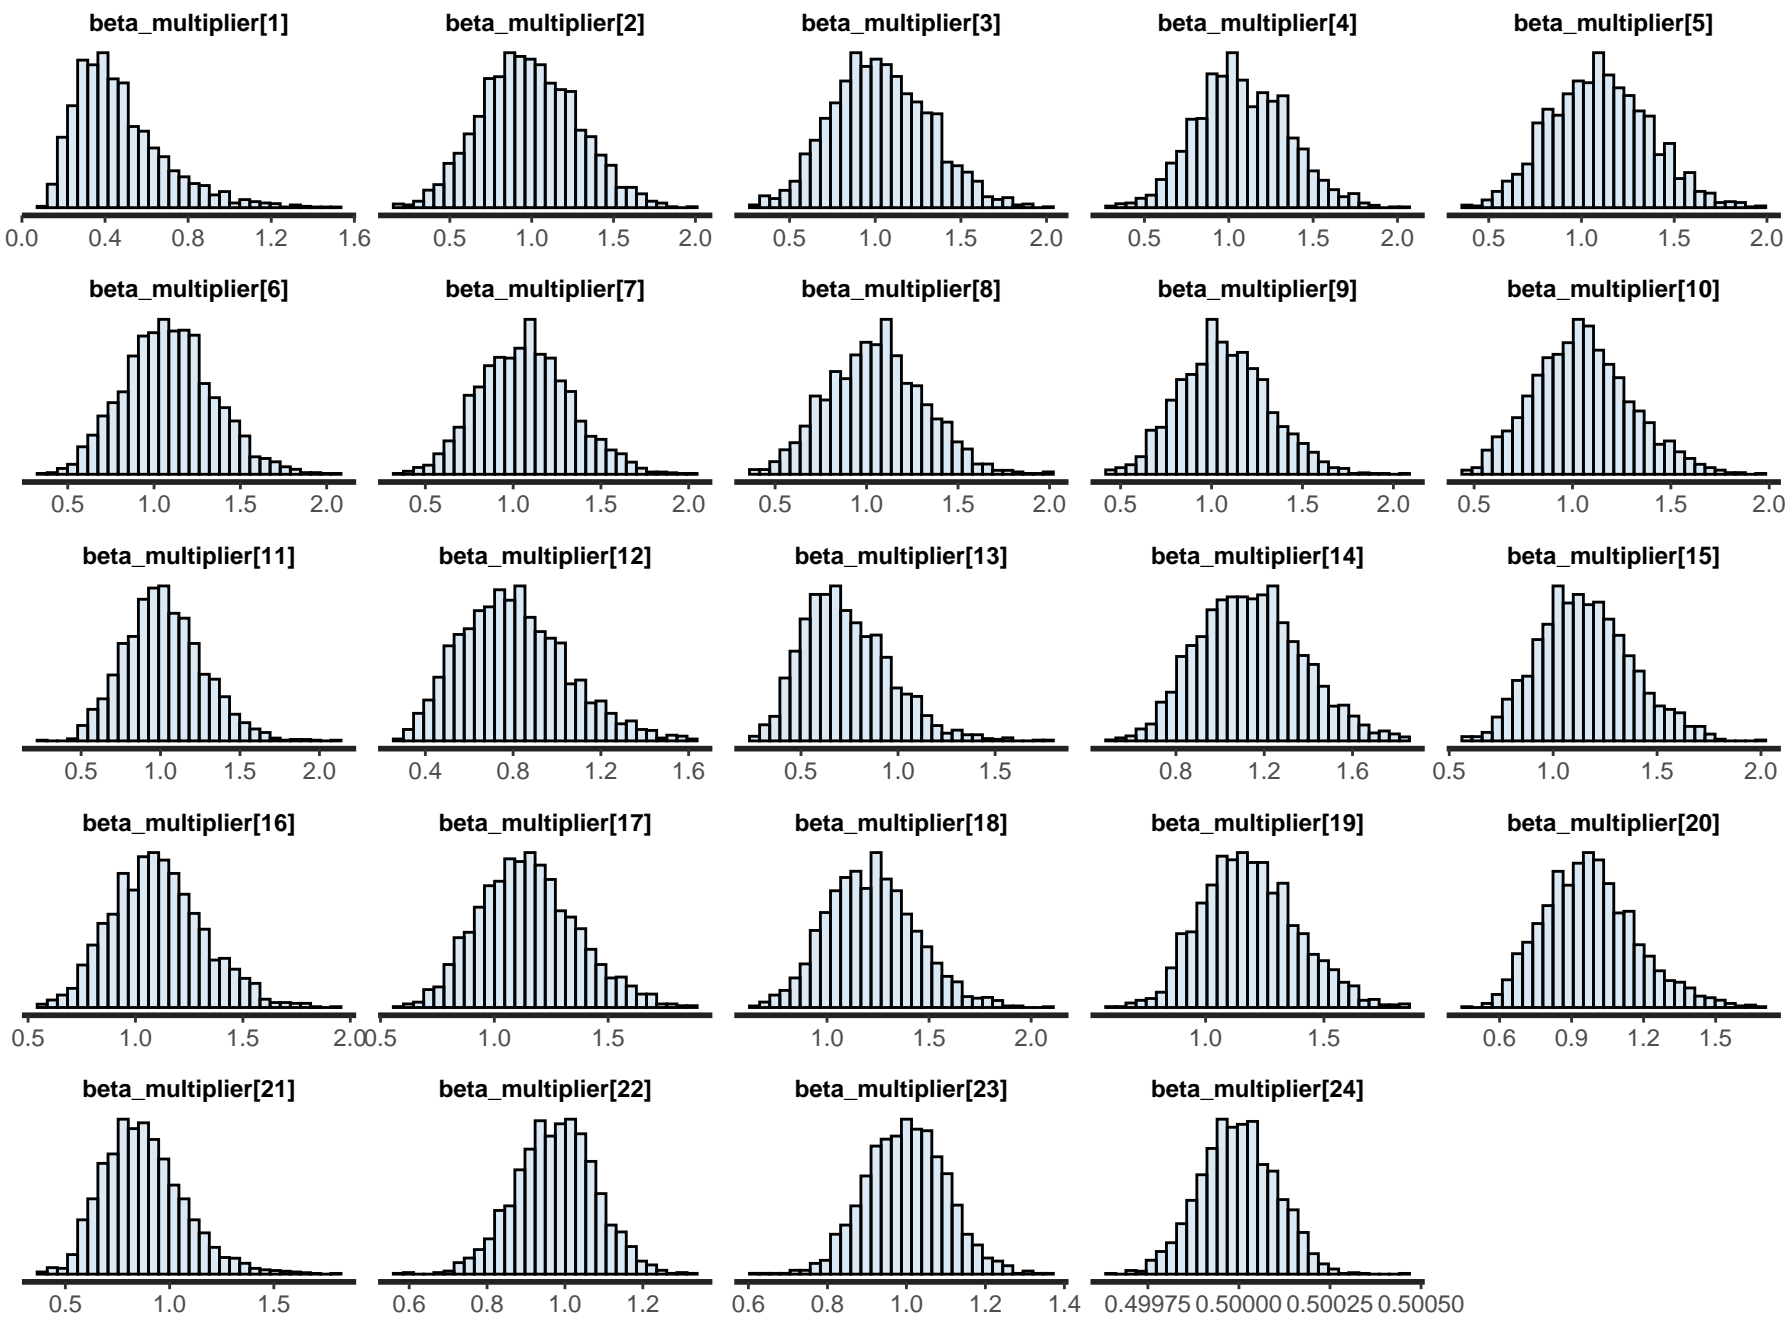 beta_multiplier[1] beta_multiplier[2] beta_multiplier[3] beta_multiplier[4] beta_multiplier[5]
0.0 0.4 0.8 1.2 1.6 0.5 1.0 1.5 2.0 0.5 1.0 1.5 2.0 0.5 1.0 1.5 2.0 0.5 1.0 1.5 2.0
beta_multiplier[6] beta_multiplier[7] beta_multiplier[8] beta_multiplier[9] beta_multiplier[10]
0.5 1.0 1.5 2.0 0.5 1.0 1.5 2.0 0.5 1.0 1.5 2.0 0.5 1.0 1.5 2.0 0.5 1.0 1.5 2.0
beta_multiplier[11] beta_multiplier[12] beta_multiplier[13] beta_multiplier[14] beta_multiplier[15]
0.5 1.0 1.5 2.0 0.4 0.8 1.2 1.6 0.5 1.0 1.5 0.8 1.2 1.6 0.5 1.0 1.5 2.0
beta_multiplier[16] beta_multiplier[17] beta_multiplier[18] beta_multiplier[19] beta_multiplier[20]
0.5 1.0 1.5 2.0 0.5 1.0 1.5 1.0 1.5 2.0 1.0 1.5 0.6 0.9 1.2 1.5
beta_multiplier[21] beta_multiplier[22] beta_multiplier[23] beta_multiplier[24]
0.5 1.0 1.5 0.6 0.8 1.0 1.2 0.6 0.8 1.0 1.2 1.4 0.49975 0.50000 0.50025 0.50050